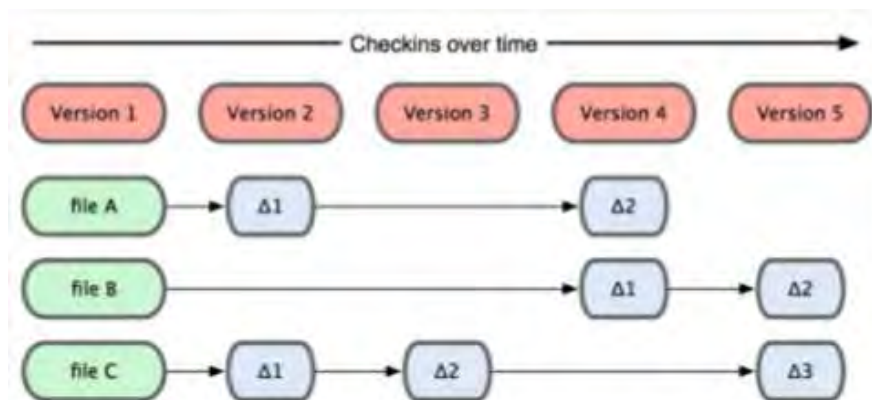 Checkins over time
Version 1 Version 2 Version 3 Version 4 Version 5
file A Δ1 Δ2
file B Δ1 Δ2
file C Δ1 Δ2 Δ3